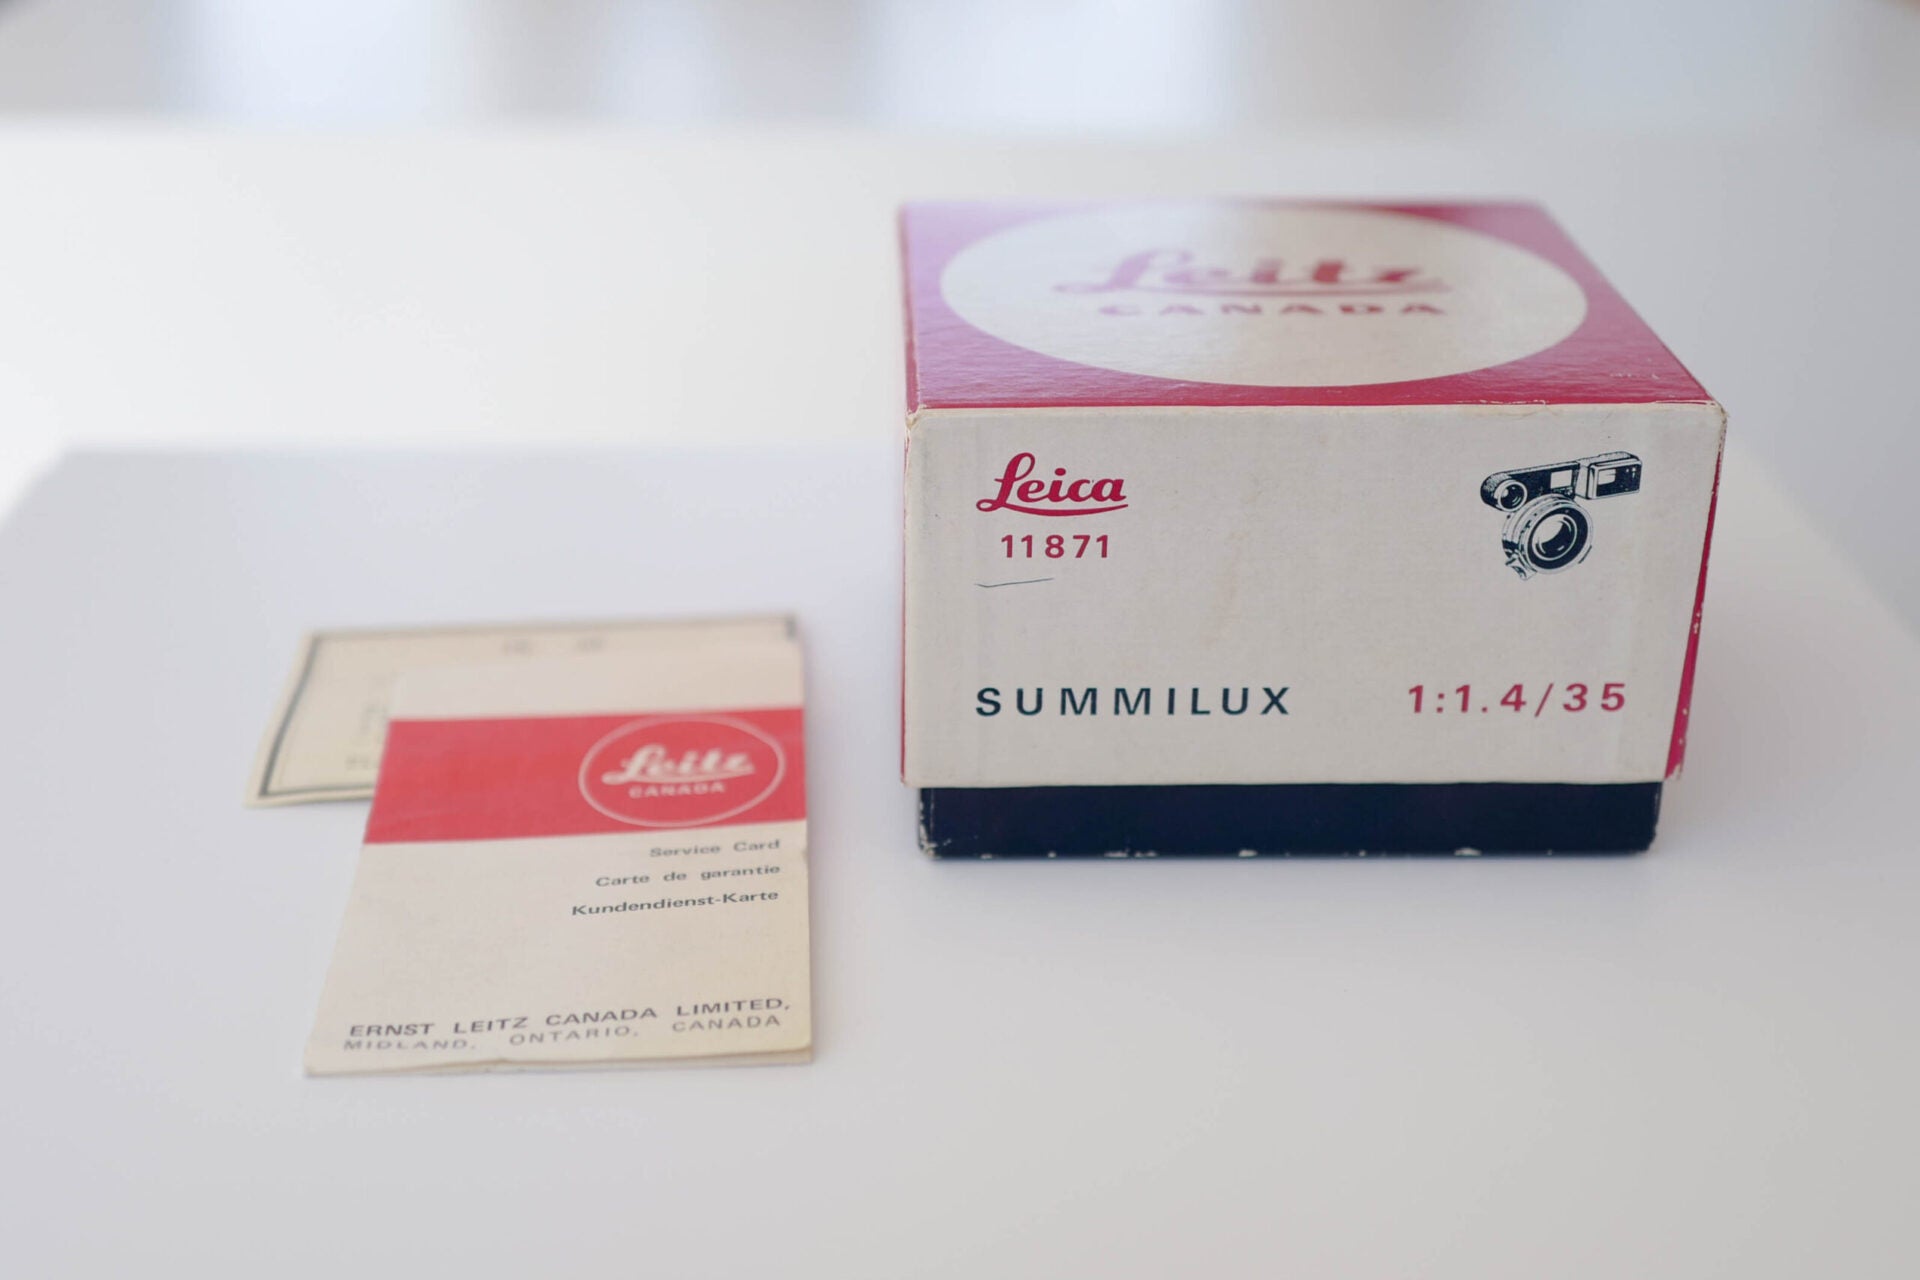 Leitz
CANADA
Leica
11871
SUMMILUX 1:1.4/35
Leitz
CANADA
Service Card
Carte de garantie
Kundendienst-Karte
ERNST LEITZ CANADA LIMITED,
MIDLAND, ONTARIO, CANADA